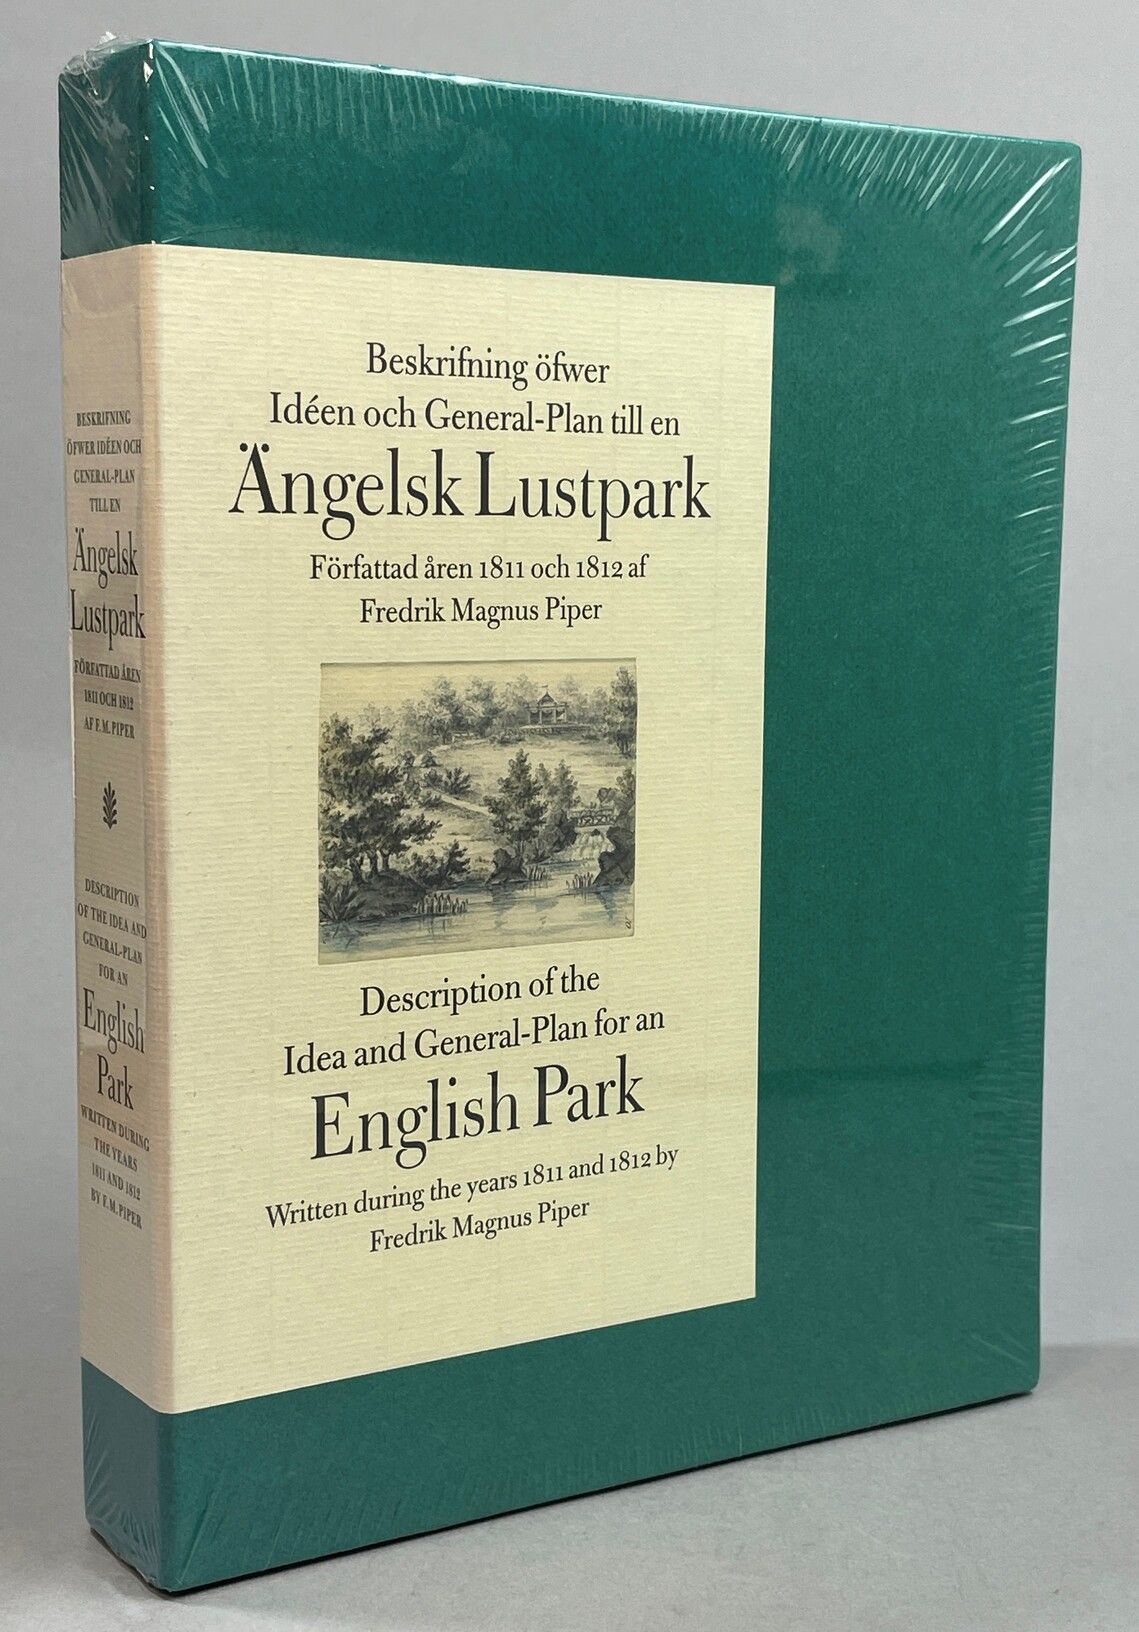 BESKRIFNING
ÖFWER IDÉEN OCH
GENERAL-PLAN
TILL EN
Ängelsk
Lustpark
FÖRFATTAD ÅREN
1811 OCH 1812
AF F. M. PIPER
DESCRIPTION
OF THE IDEA AND
GENERAL-PLAN
FOR AN
English
Park
WRITTEN DURING
THE YEARS
1811 AND 1812
BY F. M. PIPER
Beskrifning öfwer
Idéen och General-Plan till en
Ängelsk Lustpark
Författad åren 1811 och 1812 af
Fredrik Magnus Piper
Description of the
Idea and General-Plan for an
English Park
Written during the years 1811 and 1812 by
Fredrik Magnus Piper